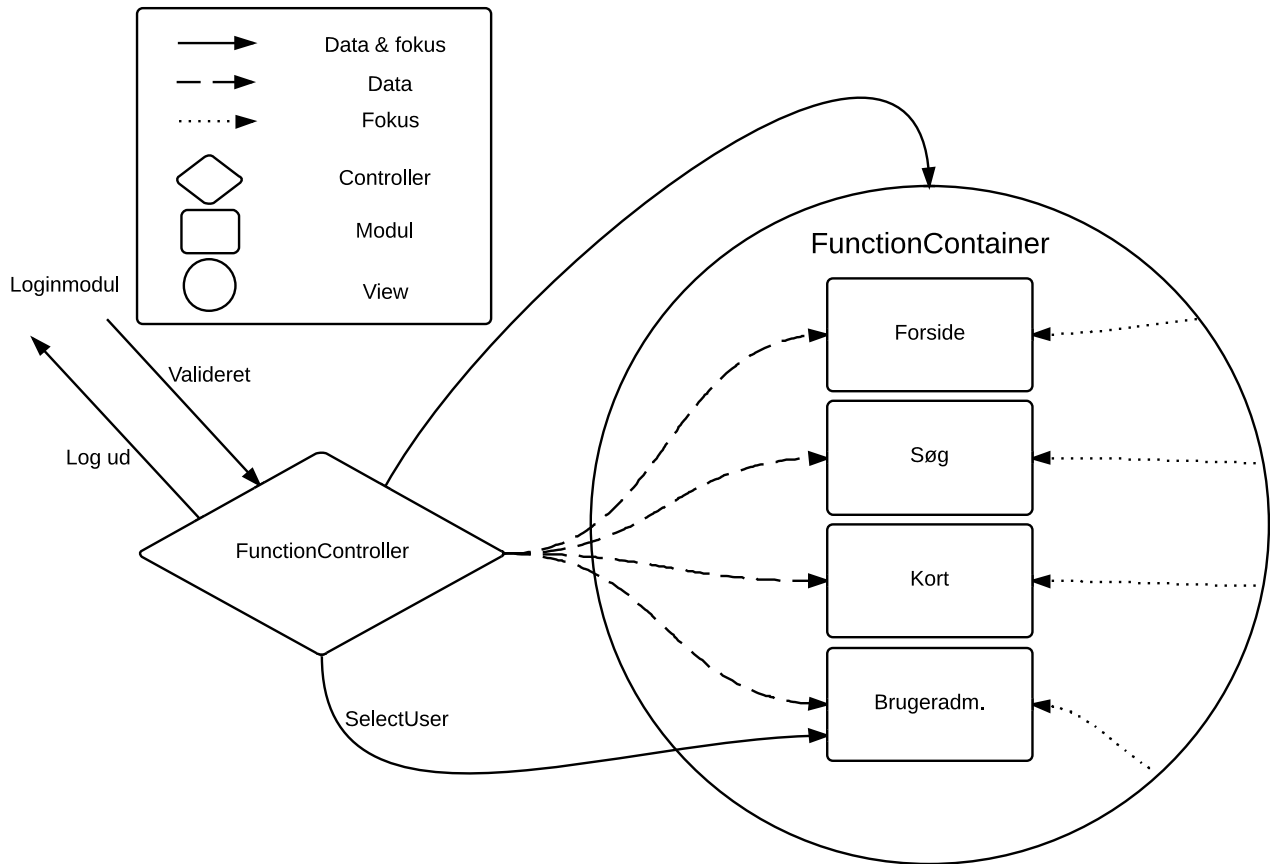 Data & fokus
Data
Fokus
Controller
Modul
View
Loginmodul
Valideret
Log ud
FunctionController
SelectUser
FunctionContainer
Forside
Søg
Kort
Brugeradm.